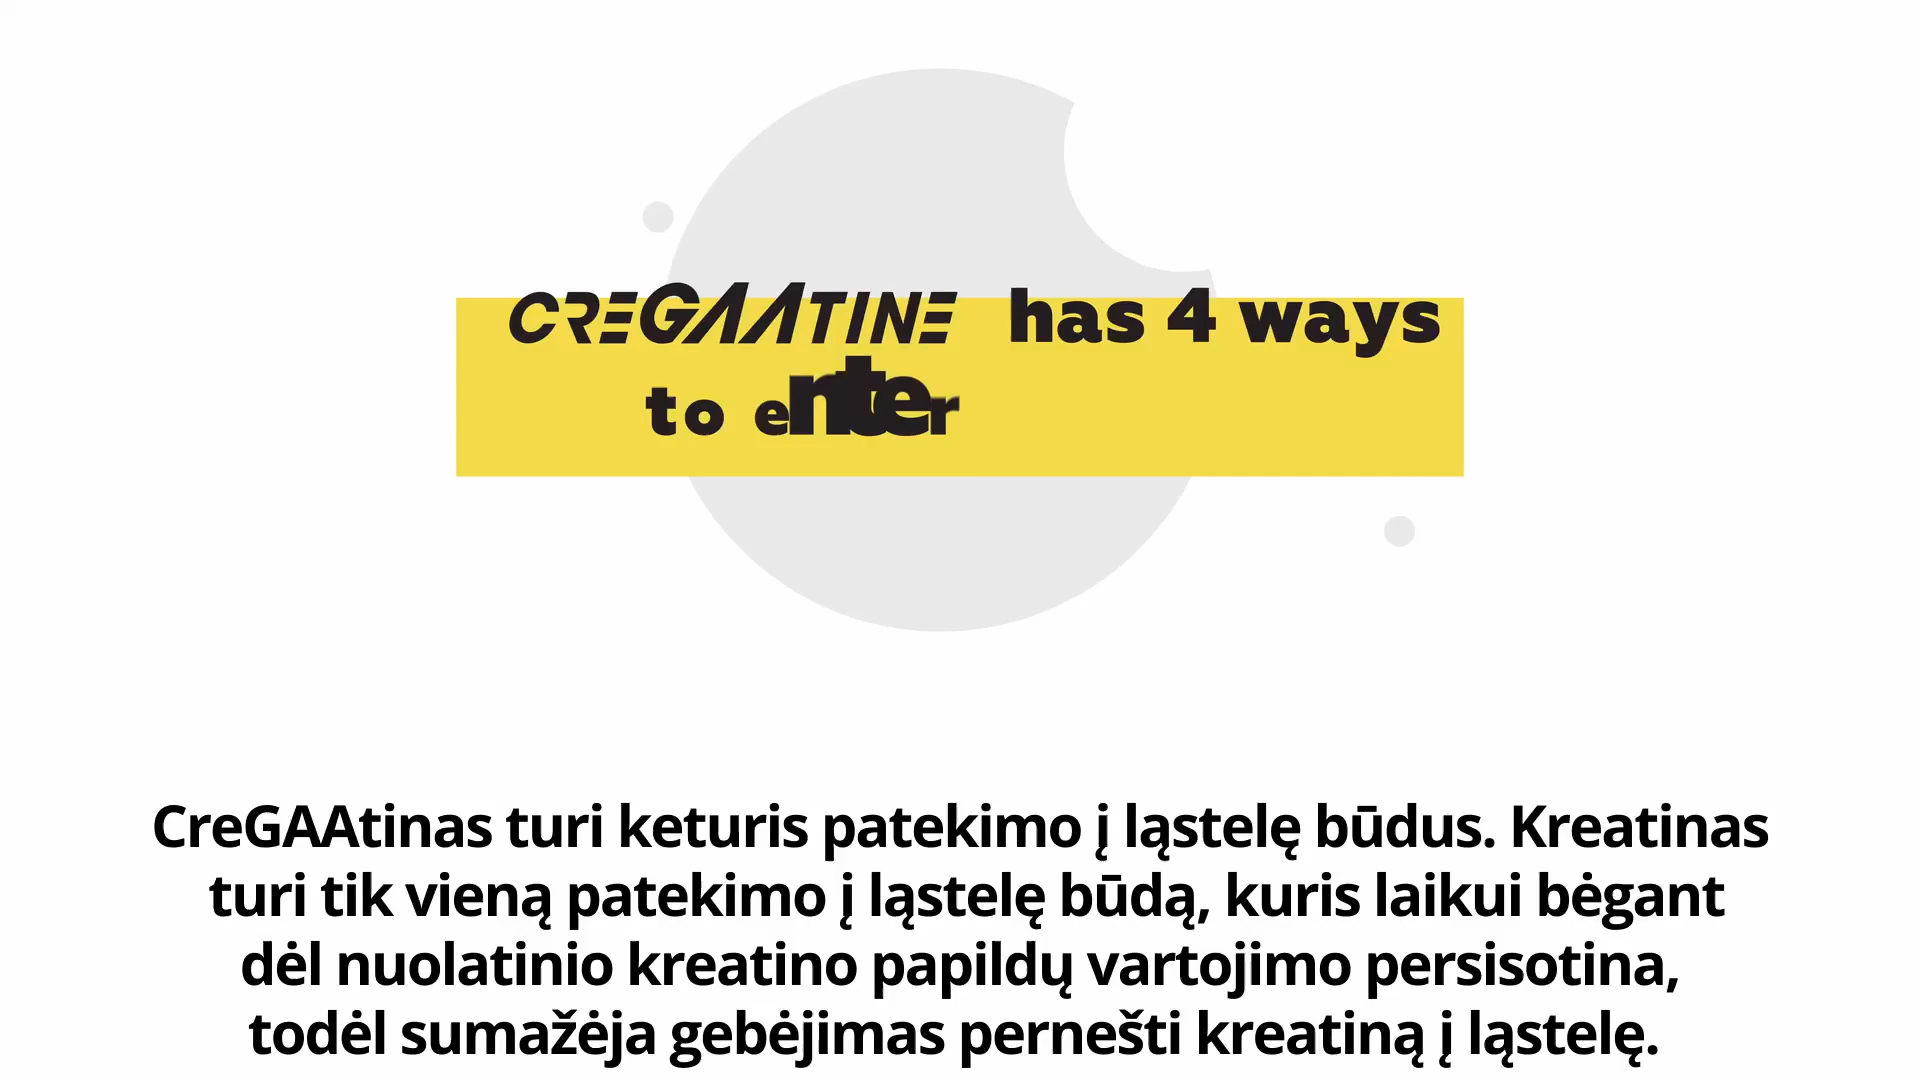 CREGAATINE has 4 ways
to enter
CreGAAtinas turi keturis patekimo į ląstelę būdus. Kreatinas
turi tik vieną patekimo į ląstelę būdą, kuris laikui bėgant
dėl nuolatinio kreatino papildų vartojimo persisotina,
todėl sumažėja gebėjimas pernešti kreatiną į ląstelę.